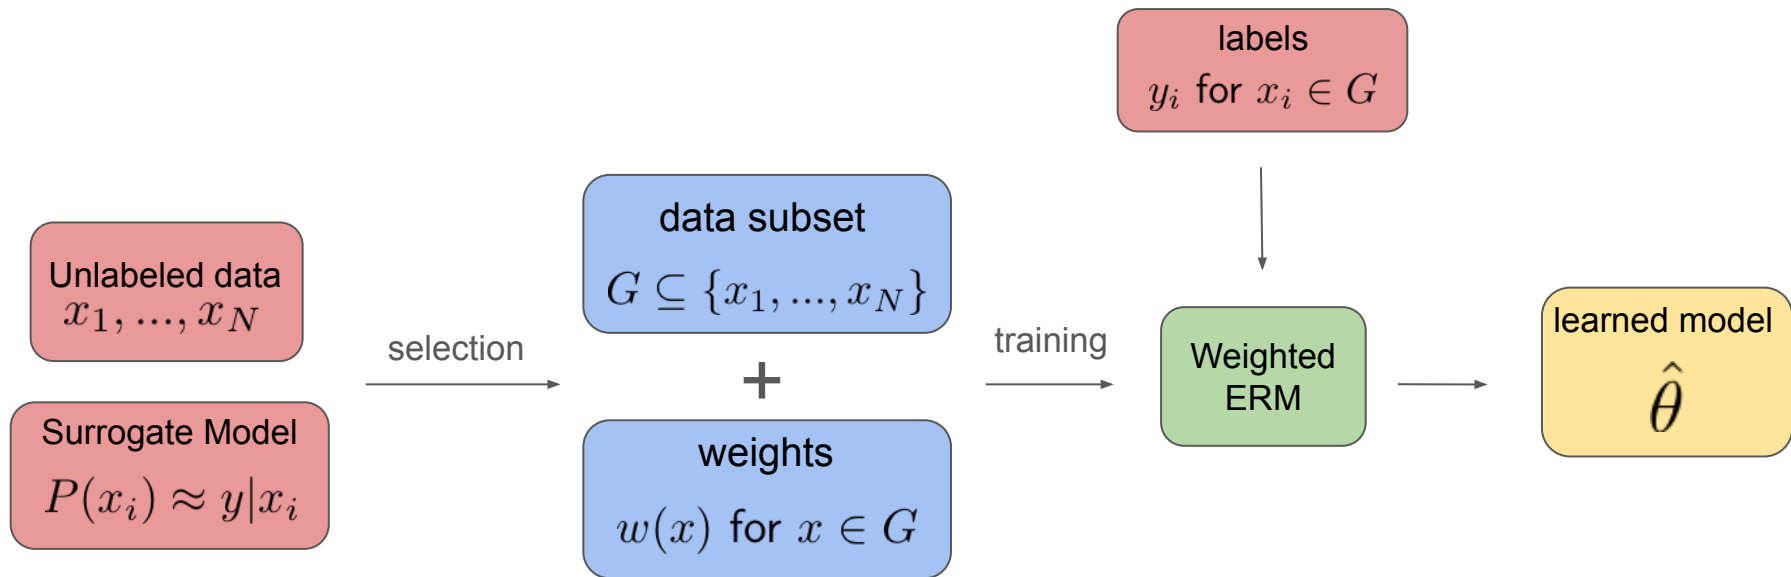 Unlabeled data
x_1, ..., x_N
Surrogate Model
P(x_i) ≈ y|x_i
selection
data subset
G ⊆ {x_1, ..., x_N}
+
weights
w(x) for x ∈ G
training
labels
y_i for x_i ∈ G
Weighted
ERM
learned model
θ̂